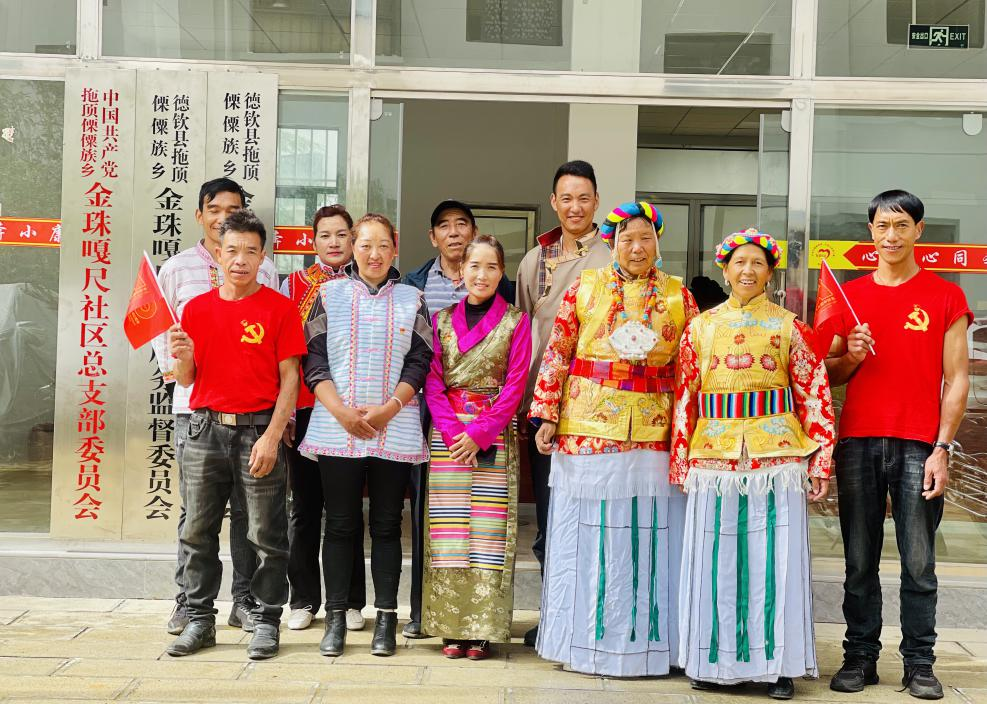 安全出口 EXIT
中国共产党
拖顶傈僳族乡
金珠嘎尺社区总支部委员会
德钦县拖顶
傈僳族乡
金珠
监督委员会
德钦县拖顶
傈僳族乡
小康
心心同